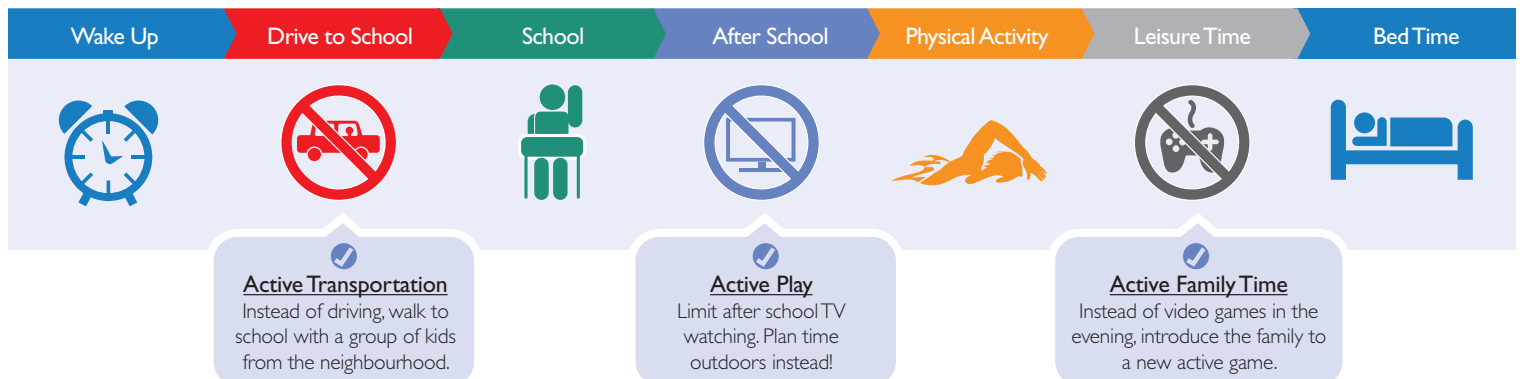 Wake Up
Drive to School
School
After School
Physical Activity
Leisure Time
Bed Time
Active Transportation
Instead of driving, walk to
school with a group of kids
from the neighbourhood.
Active Play
Limit after school TV
watching. Plan time
outdoors instead!
Active Family Time
Instead of video games in the
evening, introduce the family to
a new active game.